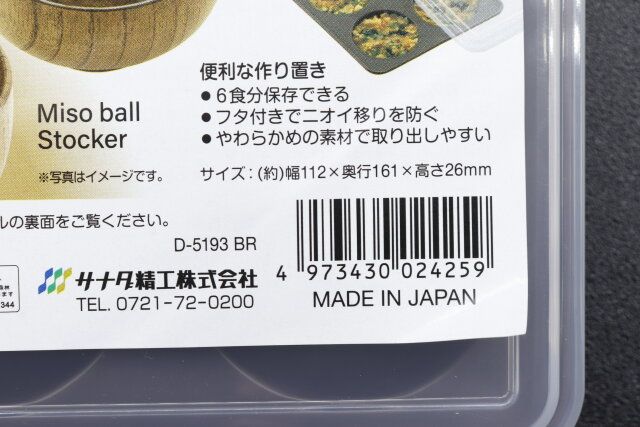 便利な作り置き
● 6食分保存できる
● フタ付きでニオイ移りを防ぐ
● やわらかめの素材で取り出しやすい
Miso ball
Stocker
※写真はイメージです。
サイズ：(約)幅112×奥行161×高さ26mm
ルの裏面をご覧ください。
D-5193 BR
サナダ精工株式会社
TEL. 0721-72-0200
344
4 973430 024259
MADE IN JAPAN